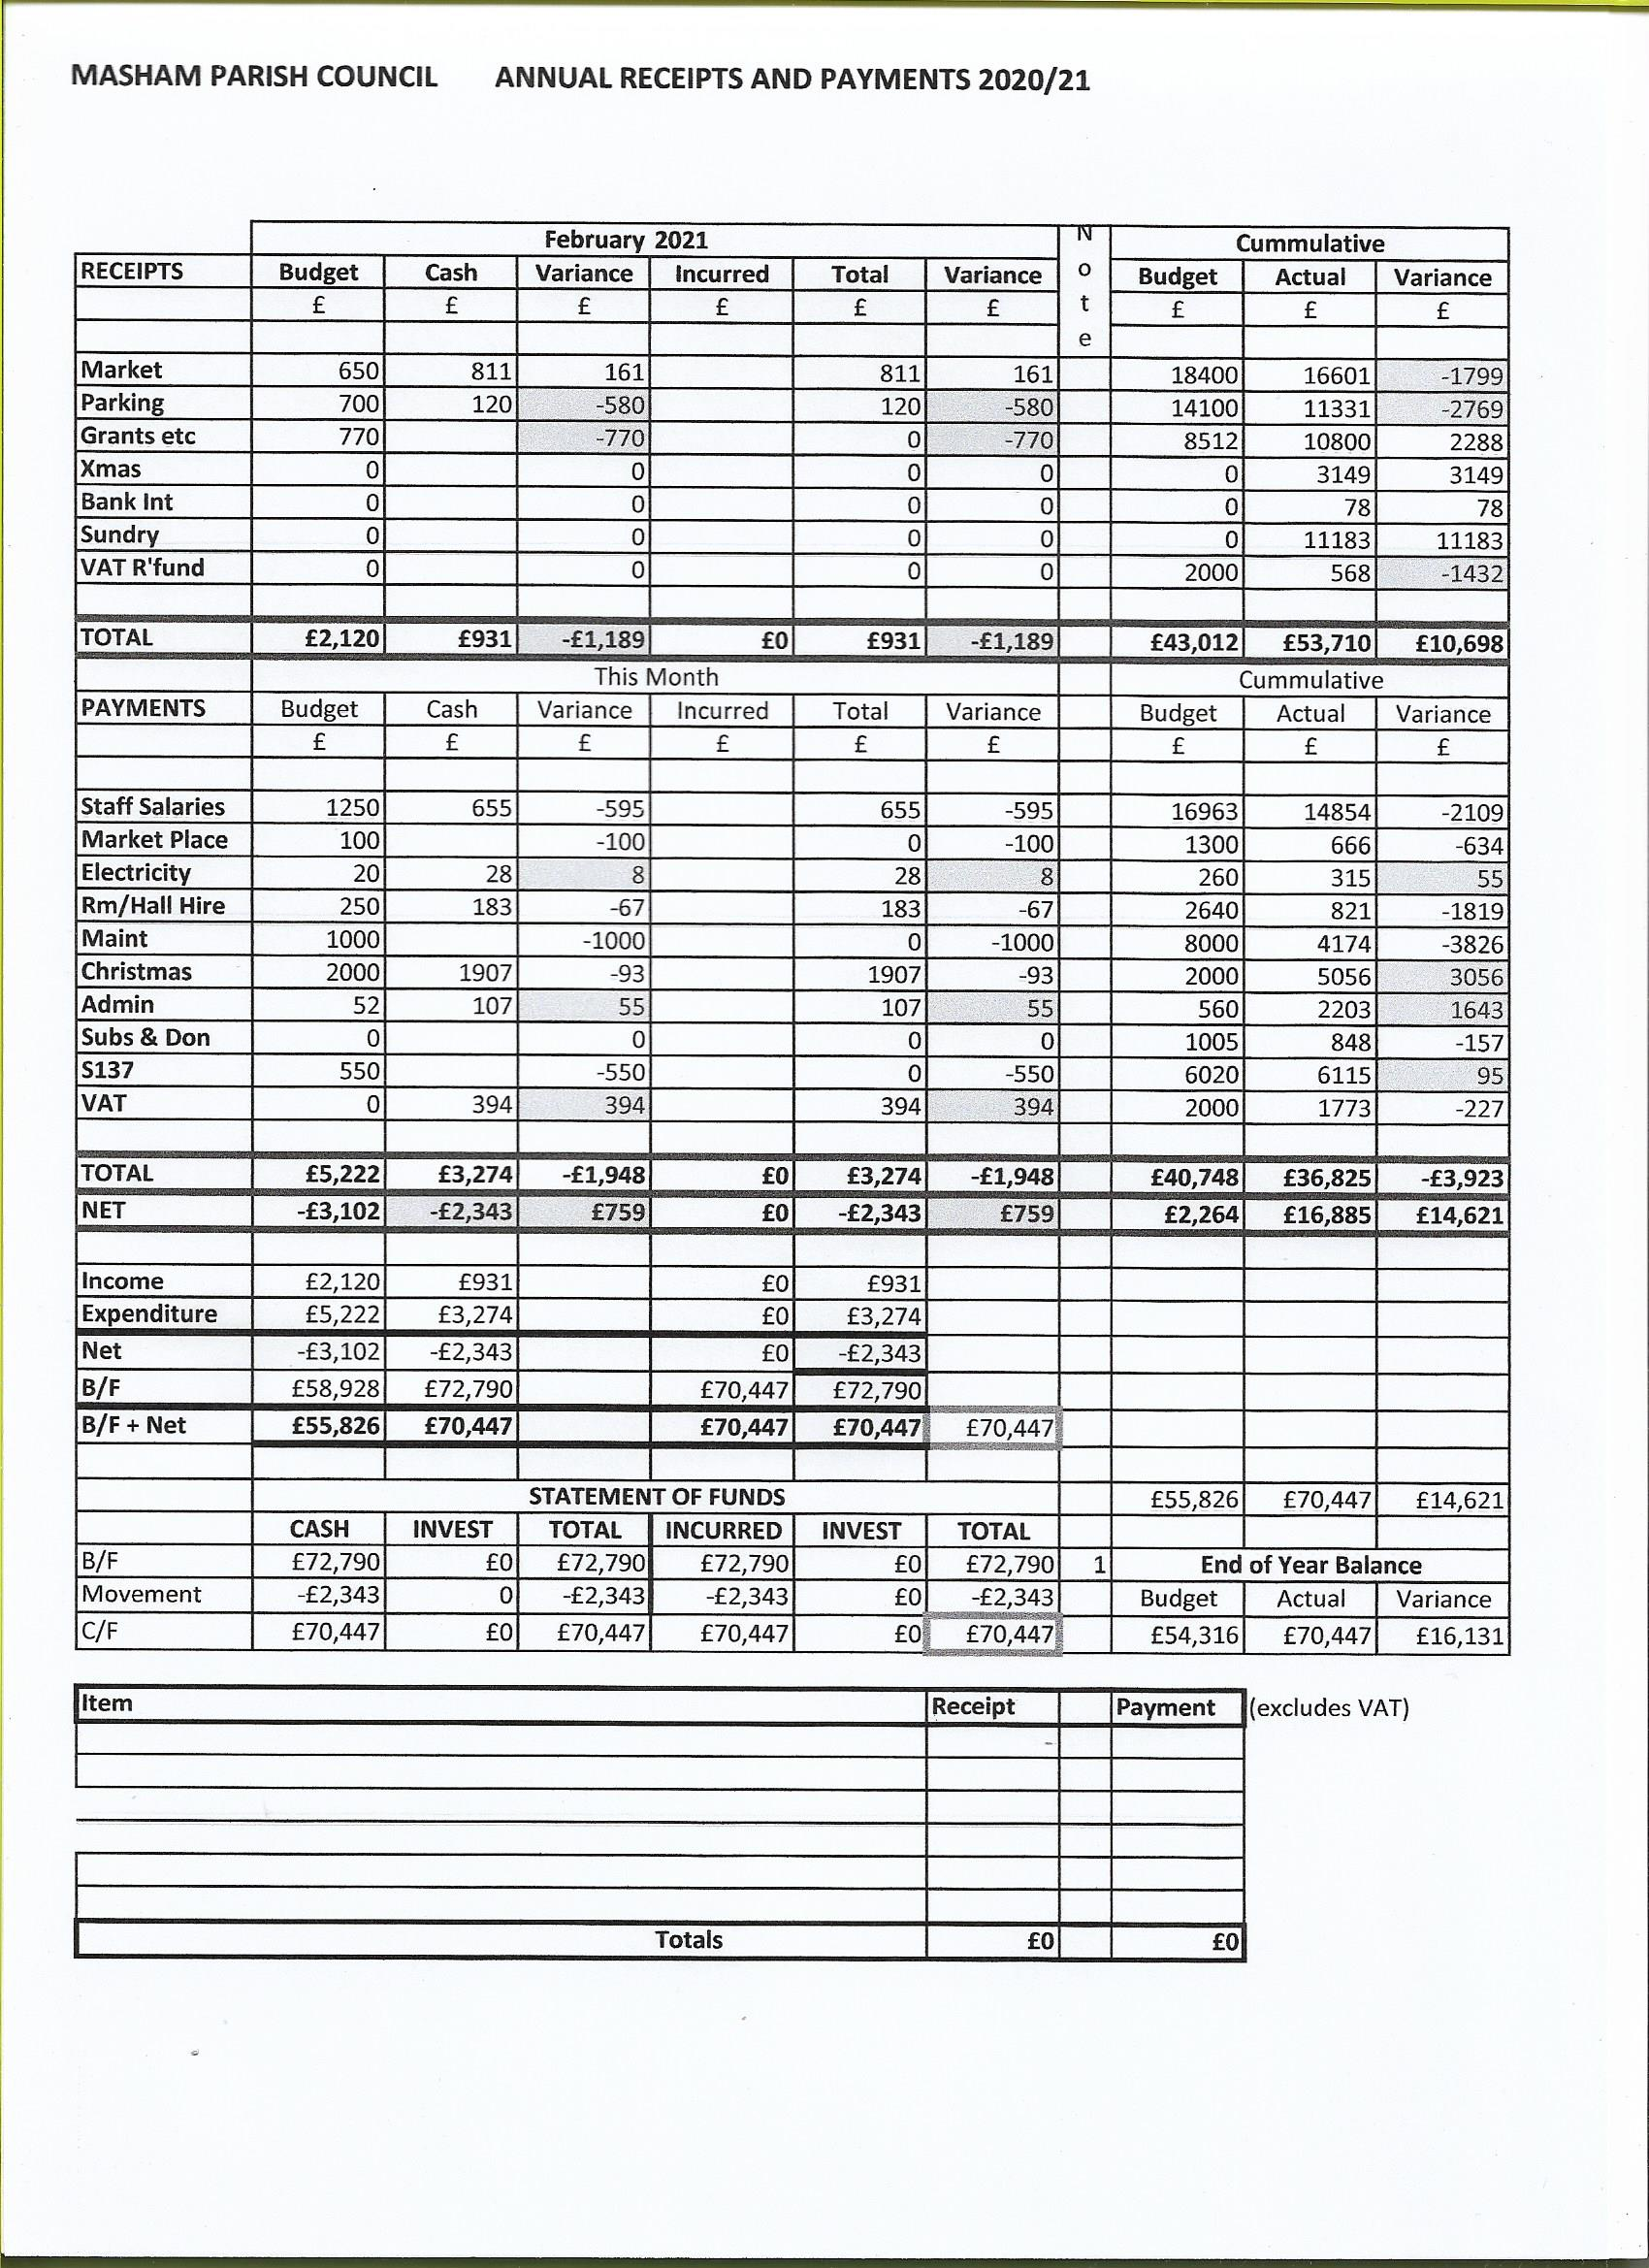 MASHAM PARISH COUNCIL ANNUAL RECEIPTS AND PAYMENTS 2020/21
February 2021 Note Cummulative
RECEIPTS Budget Cash Variance Incurred Total Variance Budget Actual Variance
£ £ £ £ £ £ £ £ £
Market 650 811 161 811 161 18400 16601 -1799
Parking 700 120 -580 120 -580 14100 11331 -2769
Grants etc 770 -770 0 -770 8512 10800 2288
Xmas 0 0 0 0 0 3149 3149
Bank Int 0 0 0 0 0 78 78
Sundry 0 0 0 0 0 11183 11183
VAT R'fund 0 0 0 0 2000 568 -1432
TOTAL £2,120 £931 -£1,189 £0 £931 -£1,189 £43,012 £53,710 £10,698
This Month Cummulative
PAYMENTS Budget Cash Variance Incurred Total Variance Budget Actual Variance
£ £ £ £ £ £ £ £ £
Staff Salaries 1250 655 -595 655 -595 16963 14854 -2109
Market Place 100 -100 0 -100 1300 666 -634
Electricity 20 28 8 28 8 260 315 55
Rm/Hall Hire 250 183 -67 183 -67 2640 821 -1819
Maint 1000 -1000 0 -1000 8000 4174 -3826
Christmas 2000 1907 -93 1907 -93 2000 5056 3056
Admin 52 107 55 107 55 560 2203 1643
Subs & Don 0 0 0 0 1005 848 -157
S137 550 -550 0 -550 6020 6115 95
VAT 0 394 394 394 394 2000 1773 -227
TOTAL £5,222 £3,274 -£1,948 £0 £3,274 -£1,948 £40,748 £36,825 -£3,923
NET -£3,102 -£2,343 £759 £0 -£2,343 £759 £2,264 £16,885 £14,621
Income £2,120 £931 £0 £931
Expenditure £5,222 £3,274 £0 £3,274
Net -£3,102 -£2,343 £0 -£2,343
B/F £58,928 £72,790 £70,447 £72,790
B/F + Net £55,826 £70,447 £70,447 £70,447 £70,447
STATEMENT OF FUNDS £55,826 £70,447 £14,621
CASH INVEST TOTAL INCURRED INVEST TOTAL
B/F £72,790 £0 £72,790 £72,790 £0 £72,790 1 End of Year Balance
Movement -£2,343 0 -£2,343 -£2,343 £0 -£2,343 Budget Actual Variance
C/F £70,447 £0 £70,447 £70,447 £0 £70,447 £54,316 £70,447 £16,131
Item Receipt Payment (excludes VAT)
Totals £0 £0